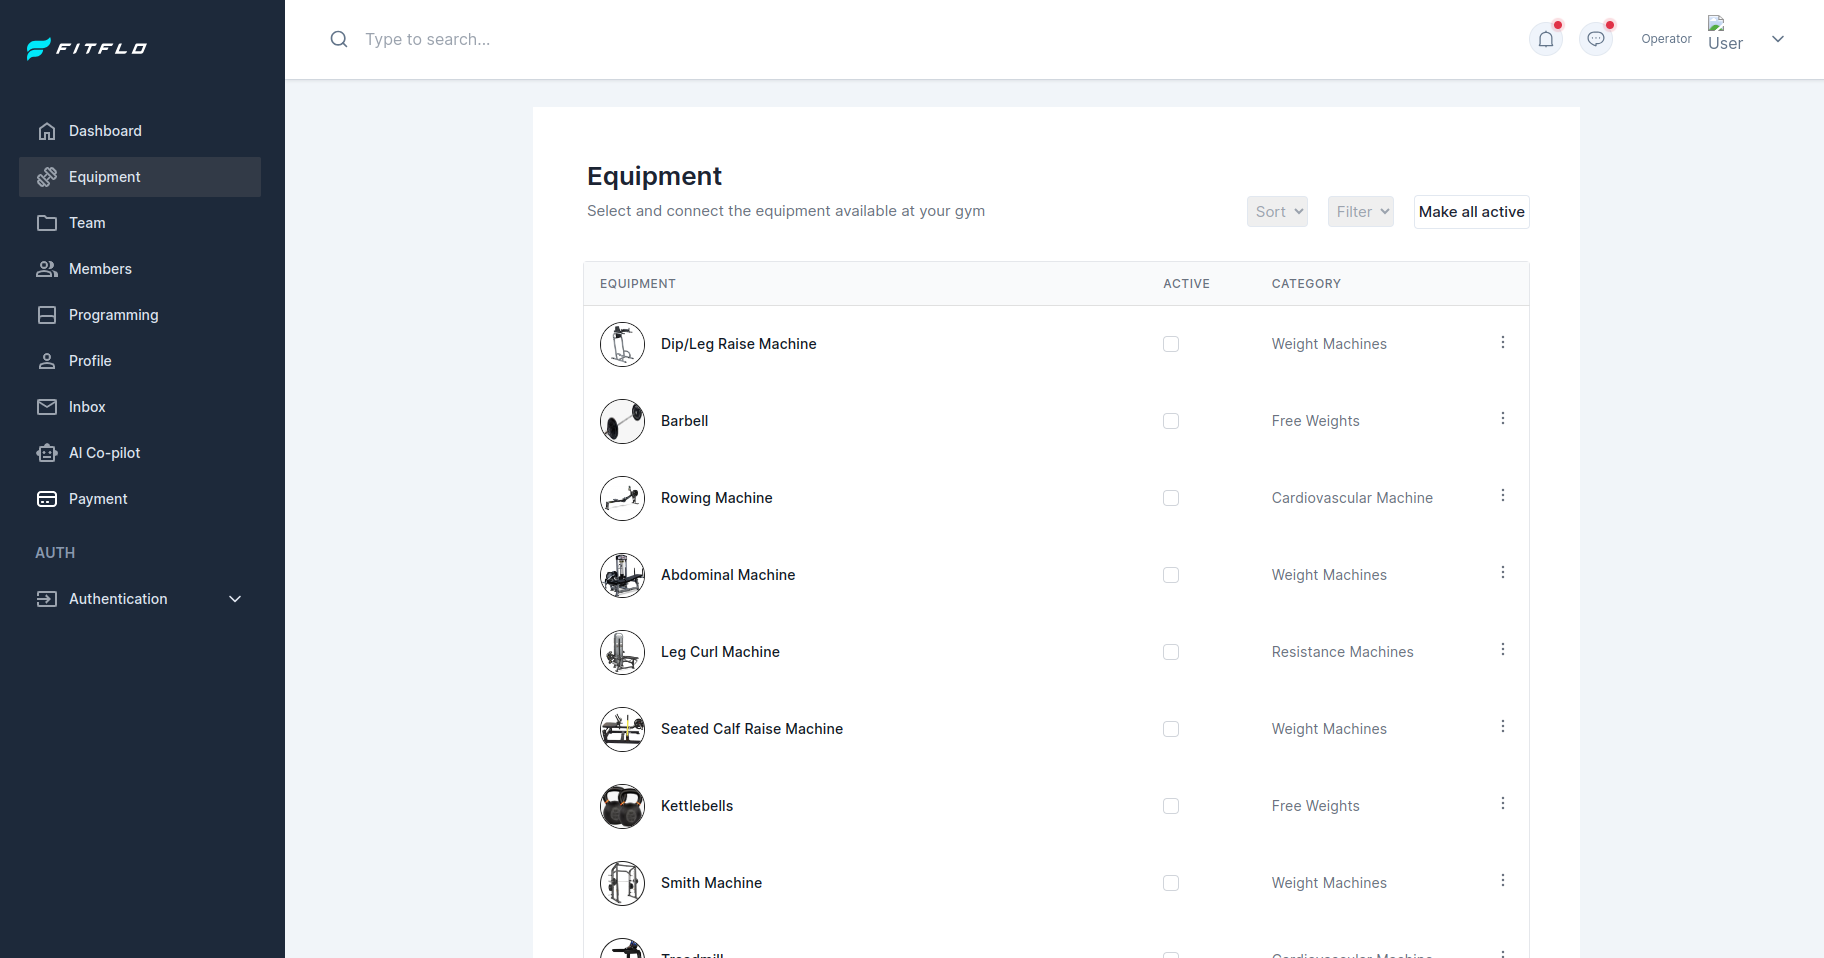 FITFLO
Type to search...
Operator
User
Dashboard
Equipment
Team
Members
Programming
Profile
Inbox
AI Co-pilot
Payment
AUTH
Authentication
Equipment
Select and connect the equipment available at your gym
Sort
Filter
Make all active
EQUIPMENT ACTIVE CATEGORY
Dip/Leg Raise Machine Weight Machines
Barbell Free Weights
Rowing Machine Cardiovascular Machine
Abdominal Machine Weight Machines
Leg Curl Machine Resistance Machines
Seated Calf Raise Machine Weight Machines
Kettlebells Free Weights
Smith Machine Weight Machines
Treadmill Cardiovascular Machine